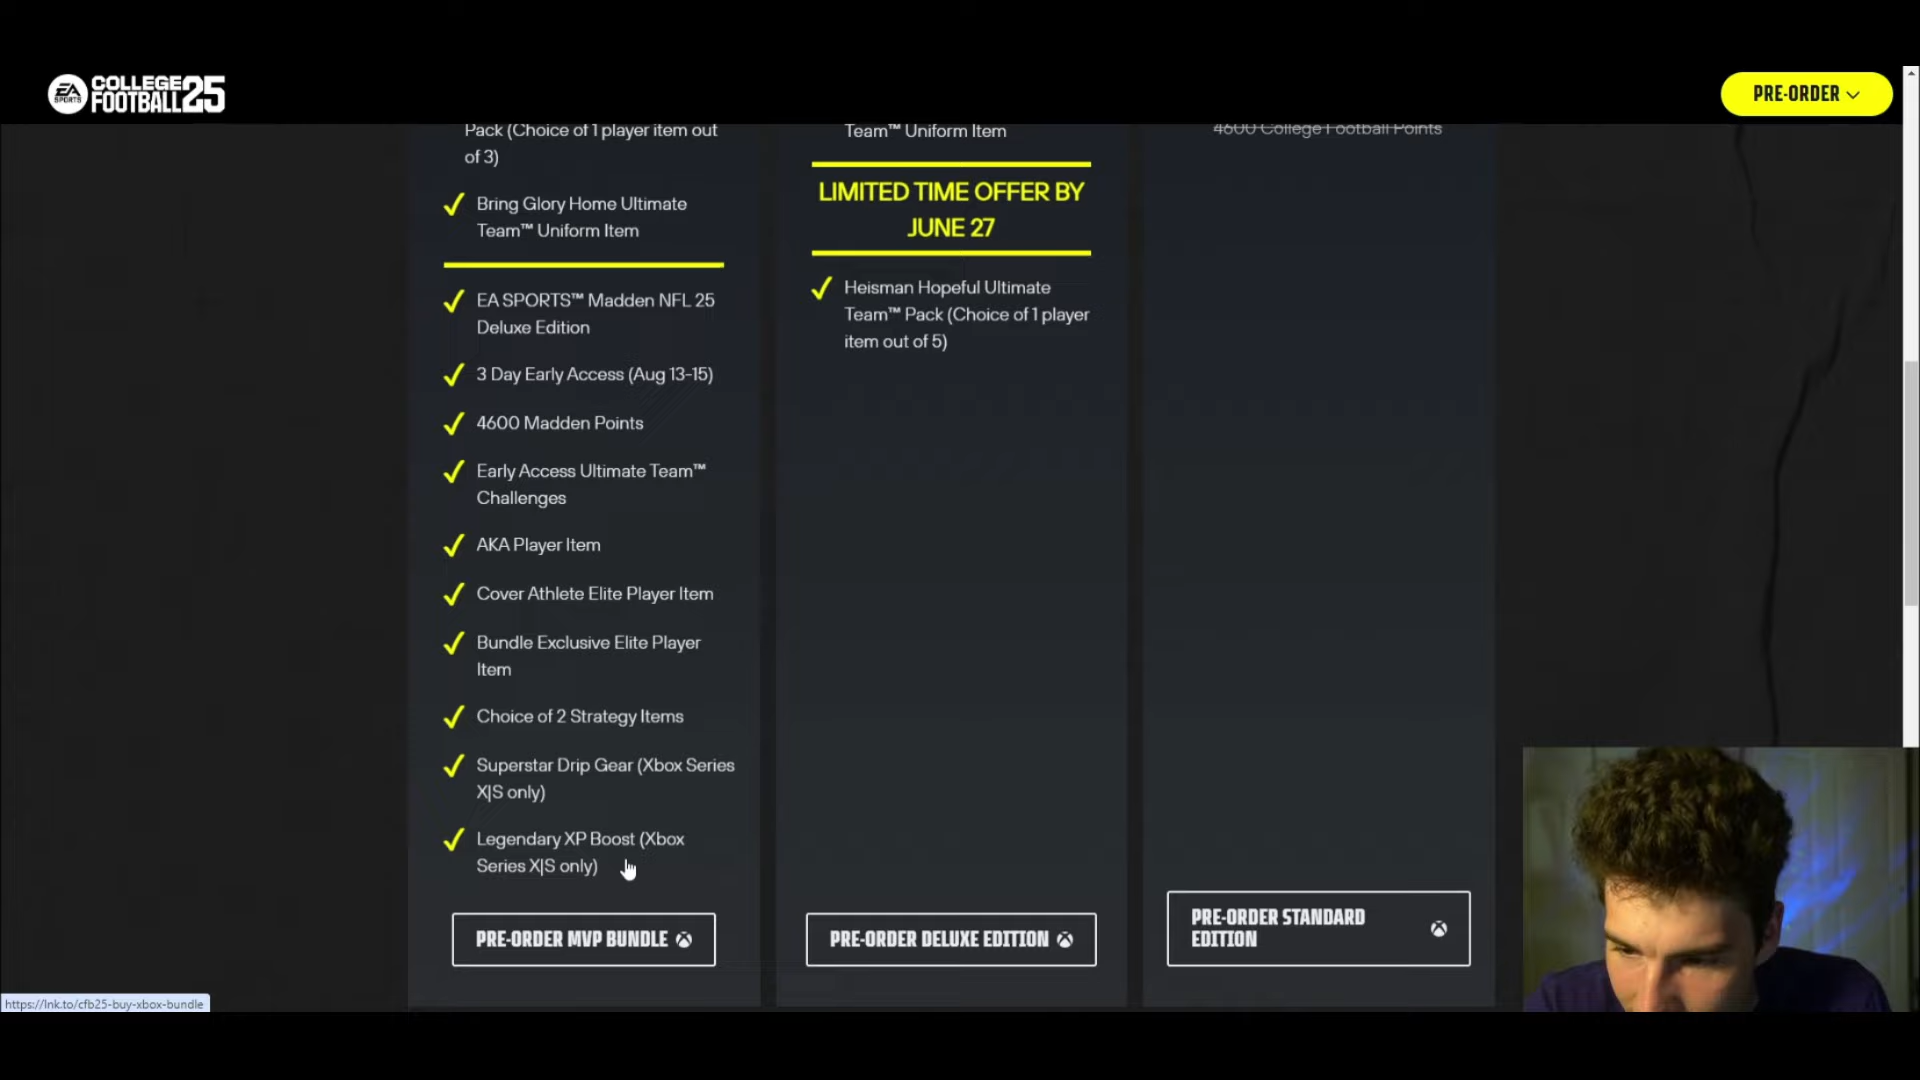 EA SPORTS
COLLEGE
FOOTBALL 25
PRE-ORDER
Pack (Choice of 1 player item out
of 3)
Bring Glory Home Ultimate
Team™ Uniform Item
EA SPORTS™ Madden NFL 25
Deluxe Edition
3 Day Early Access (Aug 13-15)
4600 Madden Points
Early Access Ultimate Team™
Challenges
AKA Player Item
Cover Athlete Elite Player Item
Bundle Exclusive Elite Player
Item
Choice of 2 Strategy Items
Superstar Drip Gear (Xbox Series
X|S only)
Legendary XP Boost (Xbox
Series X|S only)
PRE-ORDER MVP BUNDLE
Team™ Uniform Item
LIMITED TIME OFFER BY
JUNE 27
Heisman Hopeful Ultimate
Team™ Pack (Choice of 1 player
item out of 5)
PRE-ORDER DELUXE EDITION
4600 College Football Points
PRE-ORDER STANDARD
EDITION
https://lnk.to/cfb25-buy-xbox-bundle